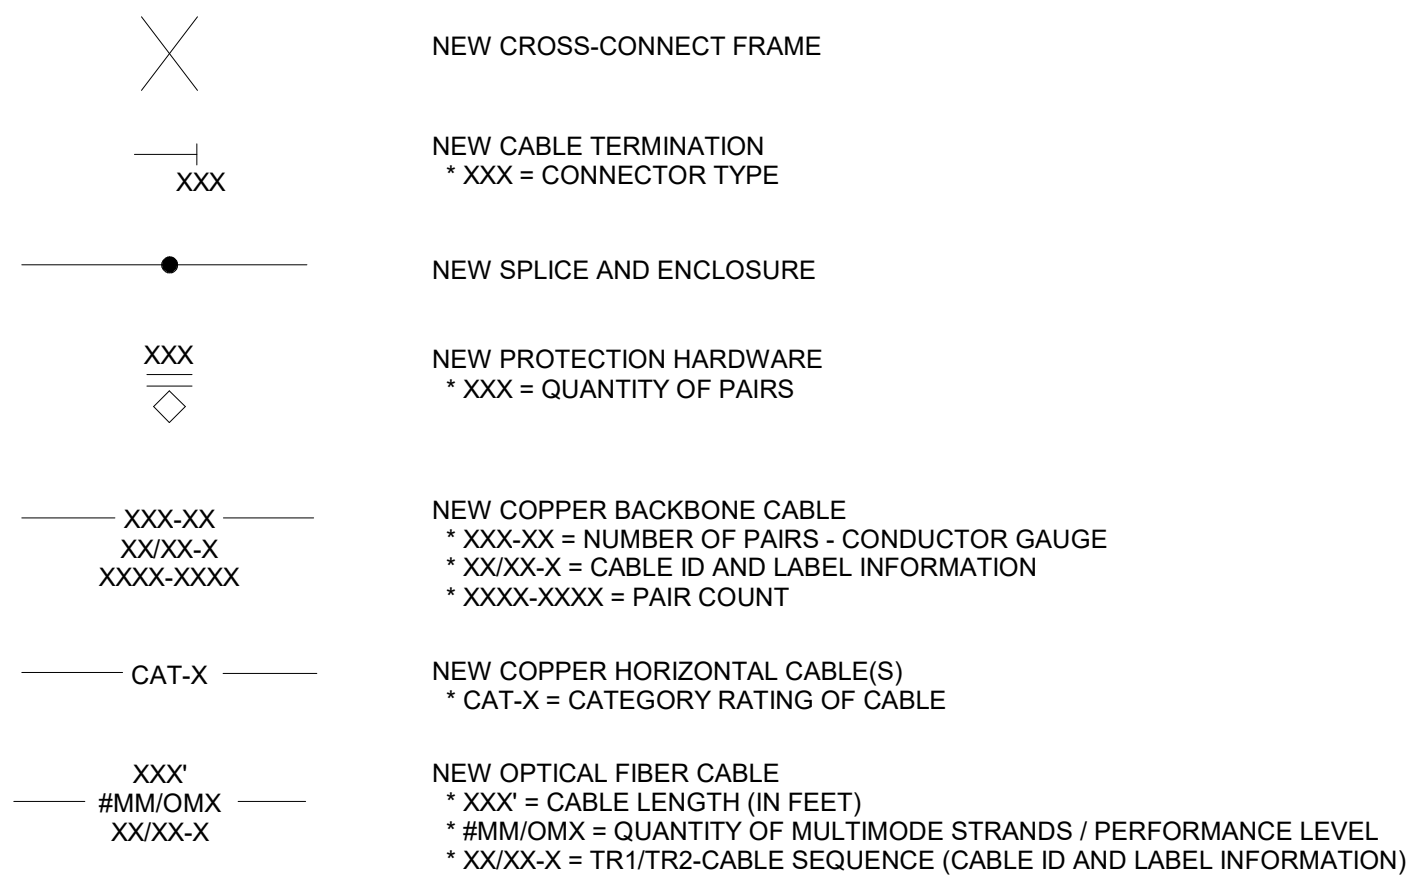 NEW CROSS-CONNECT FRAME
NEW CABLE TERMINATION
XXX
* XXX = CONNECTOR TYPE
NEW SPLICE AND ENCLOSURE
XXX
NEW PROTECTION HARDWARE
* XXX = QUANTITY OF PAIRS
XXX-XX
XX/XX-X
XXXX-XXXX
NEW COPPER BACKBONE CABLE
* XXX-XX = NUMBER OF PAIRS - CONDUCTOR GAUGE
* XX/XX-X = CABLE ID AND LABEL INFORMATION
* XXXX-XXXX = PAIR COUNT
CAT-X
NEW COPPER HORIZONTAL CABLE(S)
* CAT-X = CATEGORY RATING OF CABLE
XXX'
#MM/OMX
XX/XX-X
NEW OPTICAL FIBER CABLE
* XXX' = CABLE LENGTH (IN FEET)
* #MM/OMX = QUANTITY OF MULTIMODE STRANDS / PERFORMANCE LEVEL
* XX/XX-X = TR1/TR2-CABLE SEQUENCE (CABLE ID AND LABEL INFORMATION)